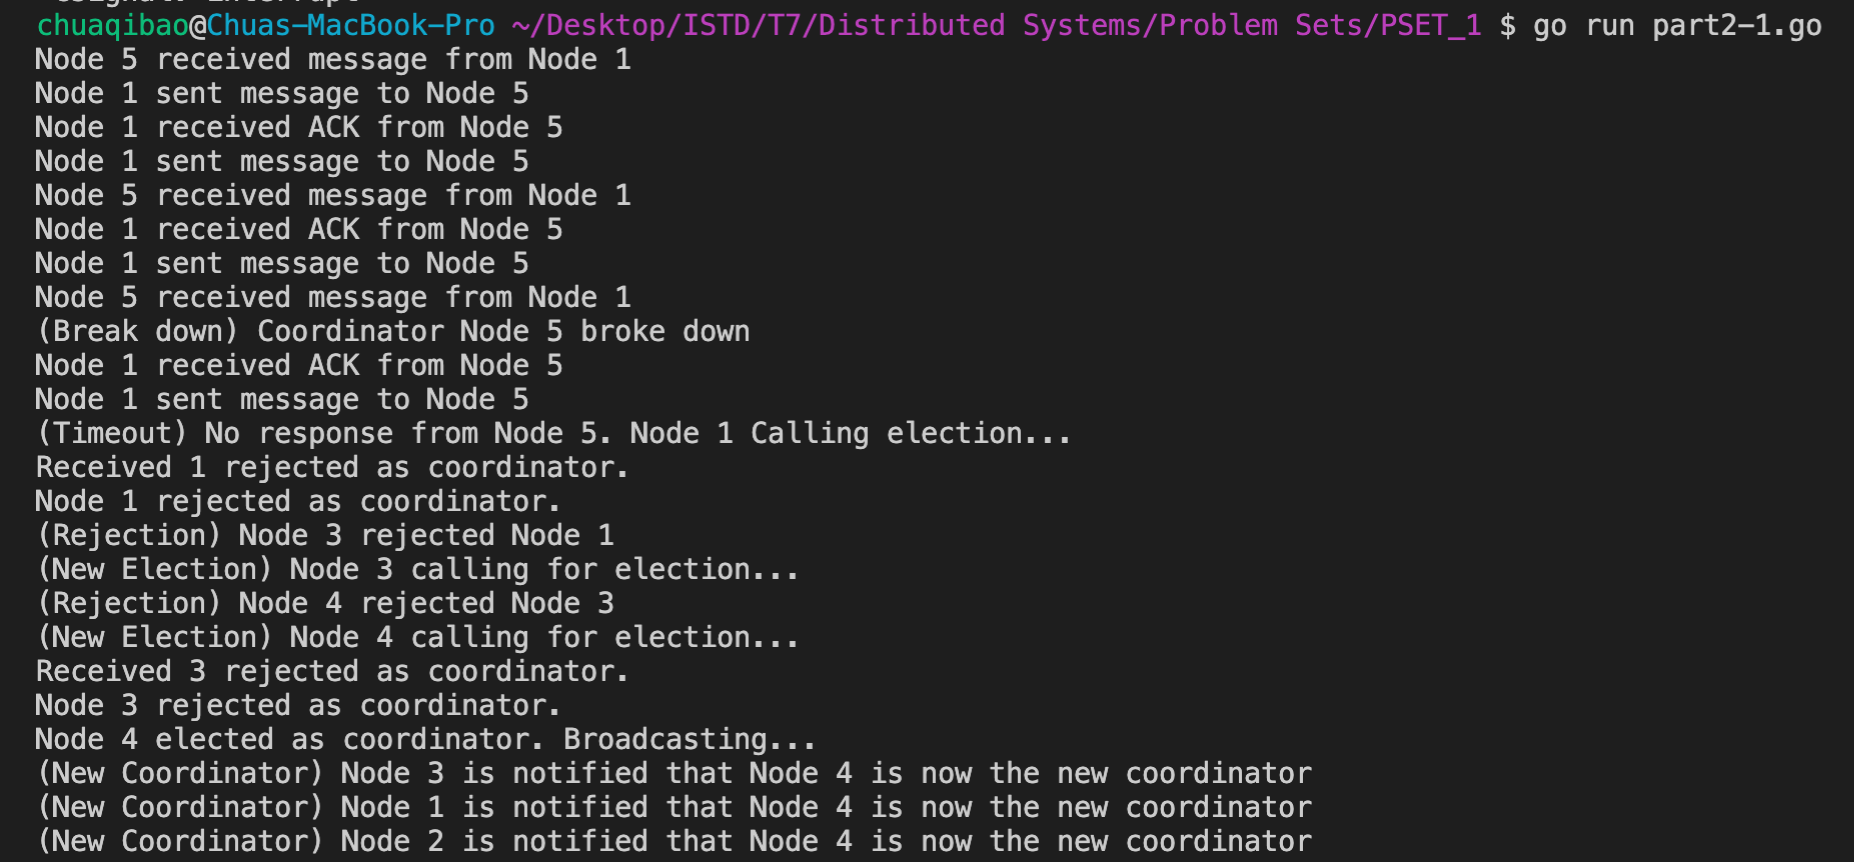 chuaqibao@Chuas-MacBook-Pro ~/Desktop/ISTD/T7/Distributed Systems/Problem Sets/PSET_1 $ go run part2-1.go
Node 5 received message from Node 1
Node 1 sent message to Node 5
Node 1 received ACK from Node 5
Node 1 sent message to Node 5
Node 5 received message from Node 1
Node 1 received ACK from Node 5
Node 1 sent message to Node 5
Node 5 received message from Node 1
(Break down) Coordinator Node 5 broke down
Node 1 received ACK from Node 5
Node 1 sent message to Node 5
(Timeout) No response from Node 5. Node 1 Calling election...
Received 1 rejected as coordinator.
Node 1 rejected as coordinator.
(Rejection) Node 3 rejected Node 1
(New Election) Node 3 calling for election...
(Rejection) Node 4 rejected Node 3
(New Election) Node 4 calling for election...
Received 3 rejected as coordinator.
Node 3 rejected as coordinator.
Node 4 elected as coordinator. Broadcasting...
(New Coordinator) Node 3 is notified that Node 4 is now the new coordinator
(New Coordinator) Node 1 is notified that Node 4 is now the new coordinator
(New Coordinator) Node 2 is notified that Node 4 is now the new coordinator